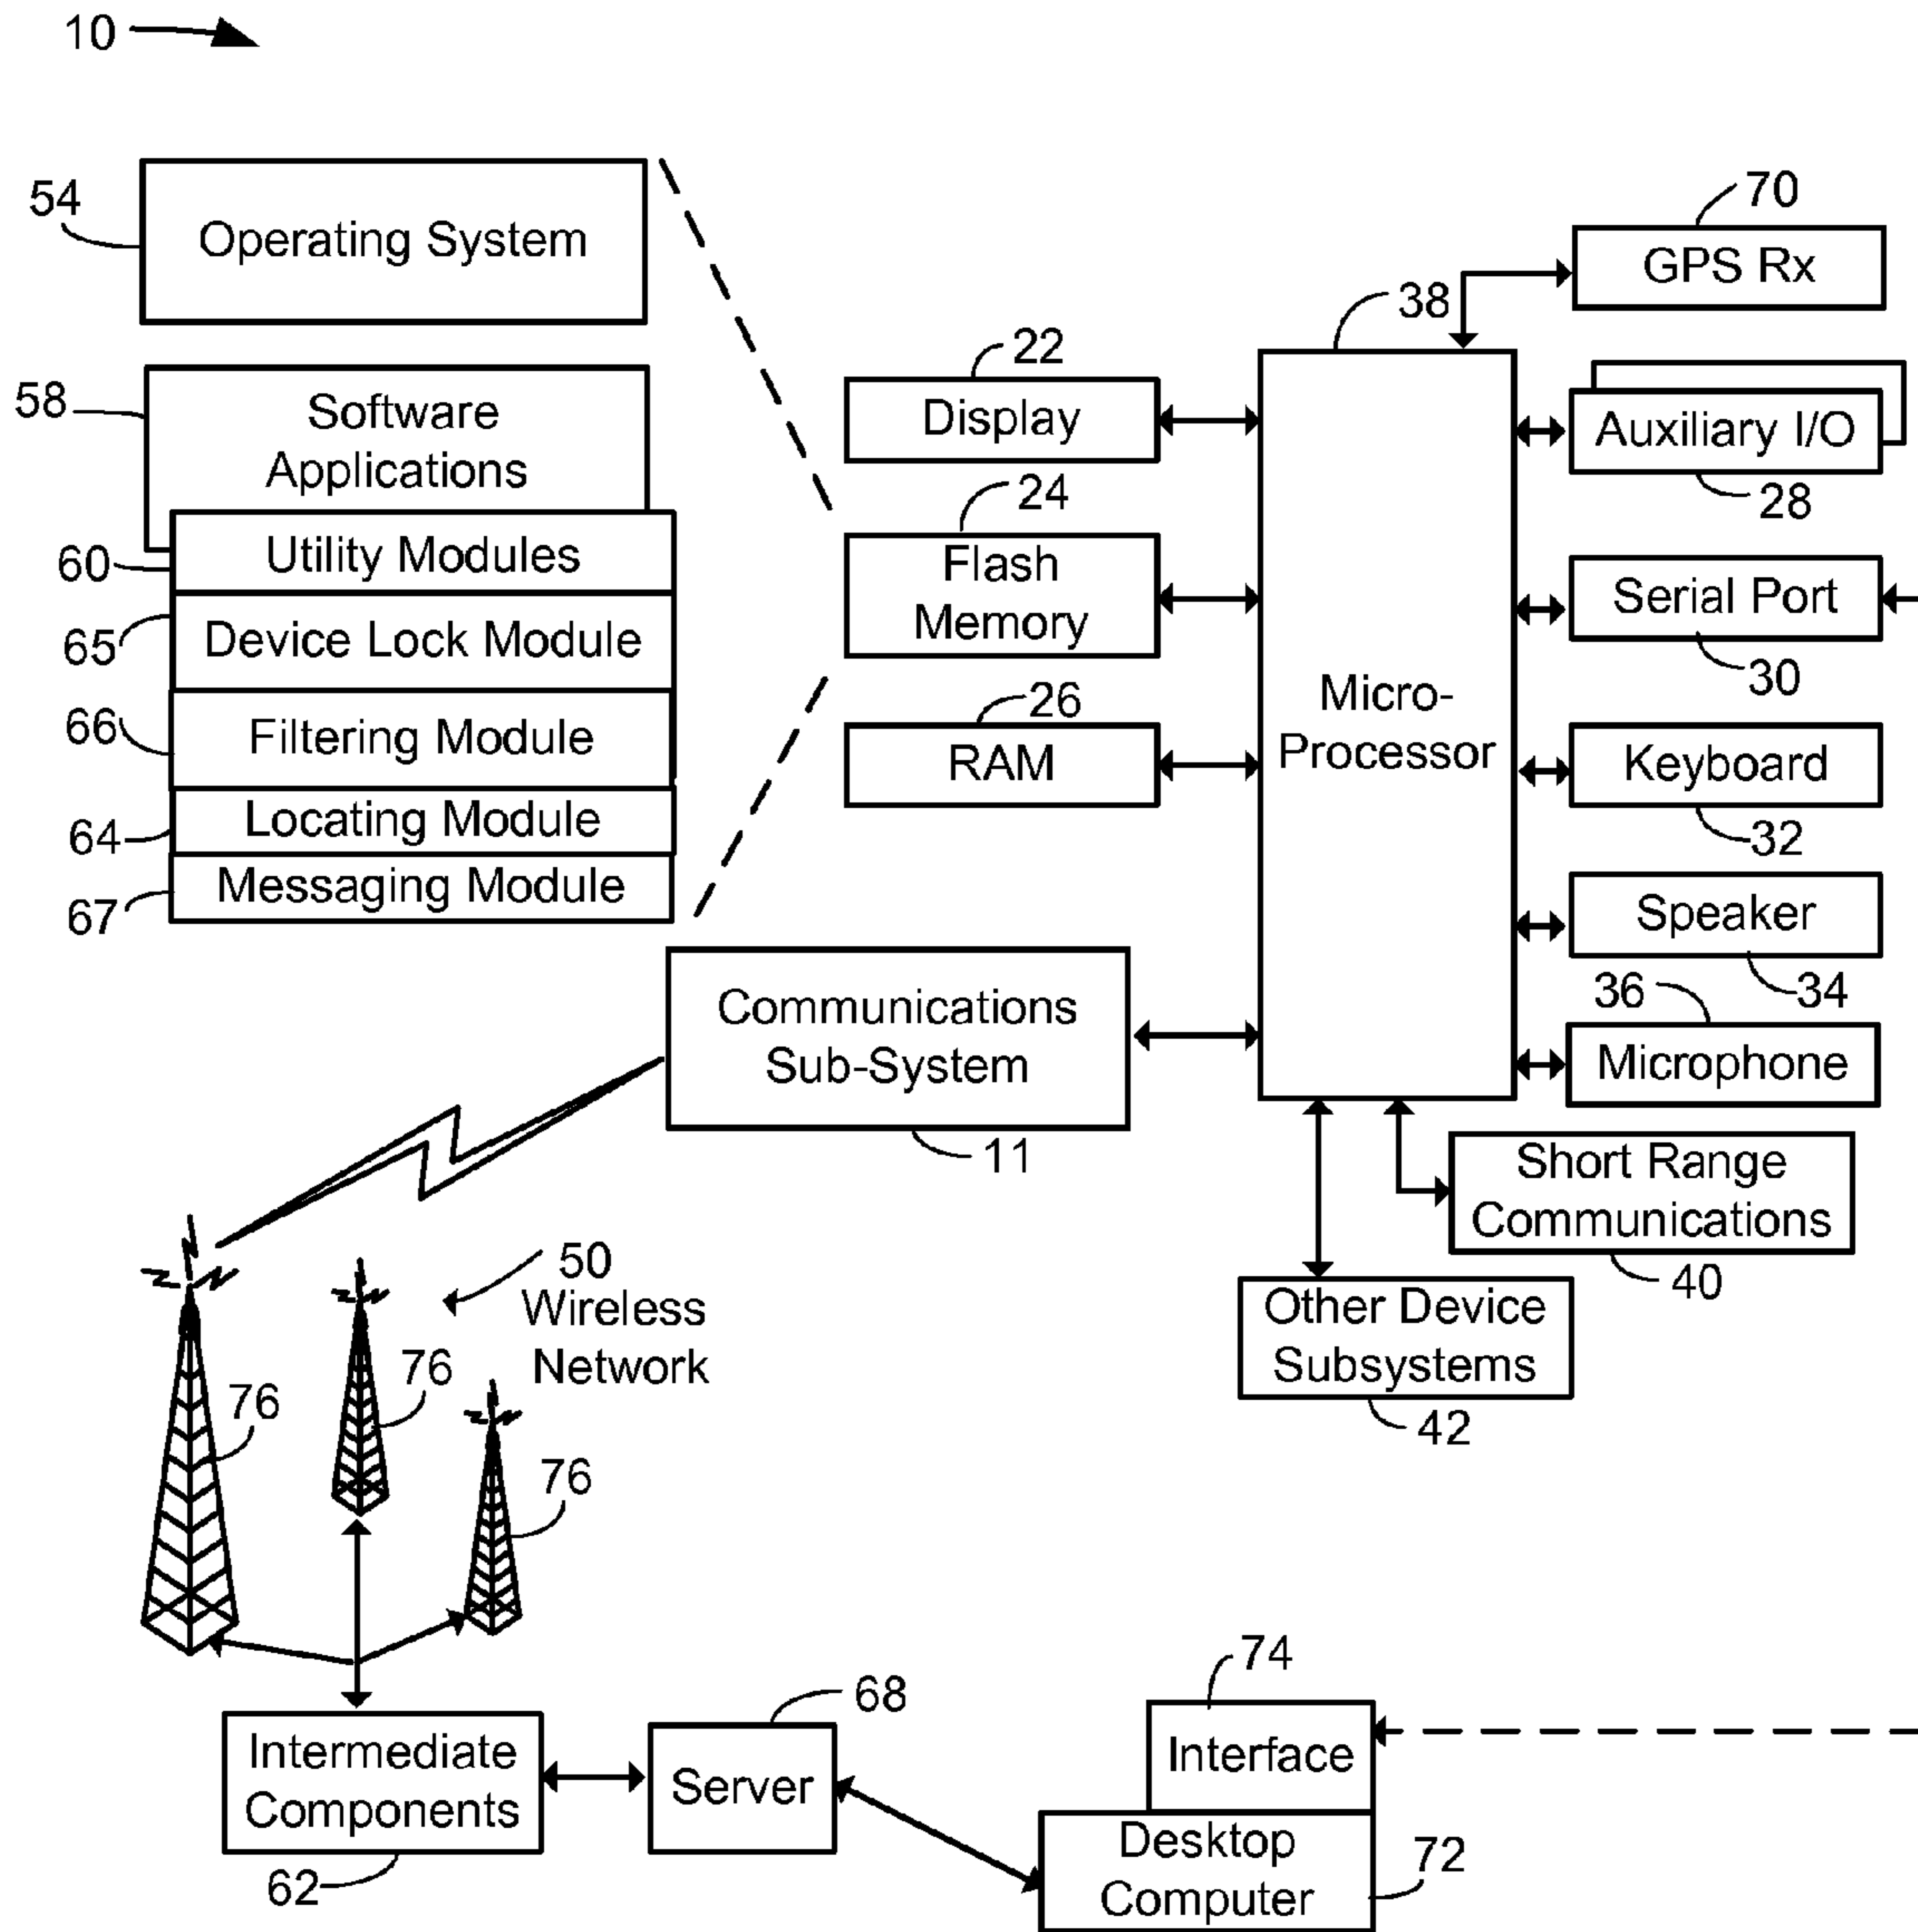 10
54
Operating System
58
Software
Applications
60
Utility Modules
65
Device Lock Module
66
Filtering Module
64
Locating Module
67
Messaging Module
22
Display
24
Flash
Memory
26
RAM
Communications
Sub-System
11
38
Micro-
Processor
70
GPS Rx
Auxiliary I/O
28
Serial Port
30
Keyboard
32
Speaker
34
36
Microphone
Short Range
Communications
40
Other Device
Subsystems
42
50
Wireless
Network
76
76
76
Intermediate
Components
62
68
Server
74
Interface
Desktop
Computer
72